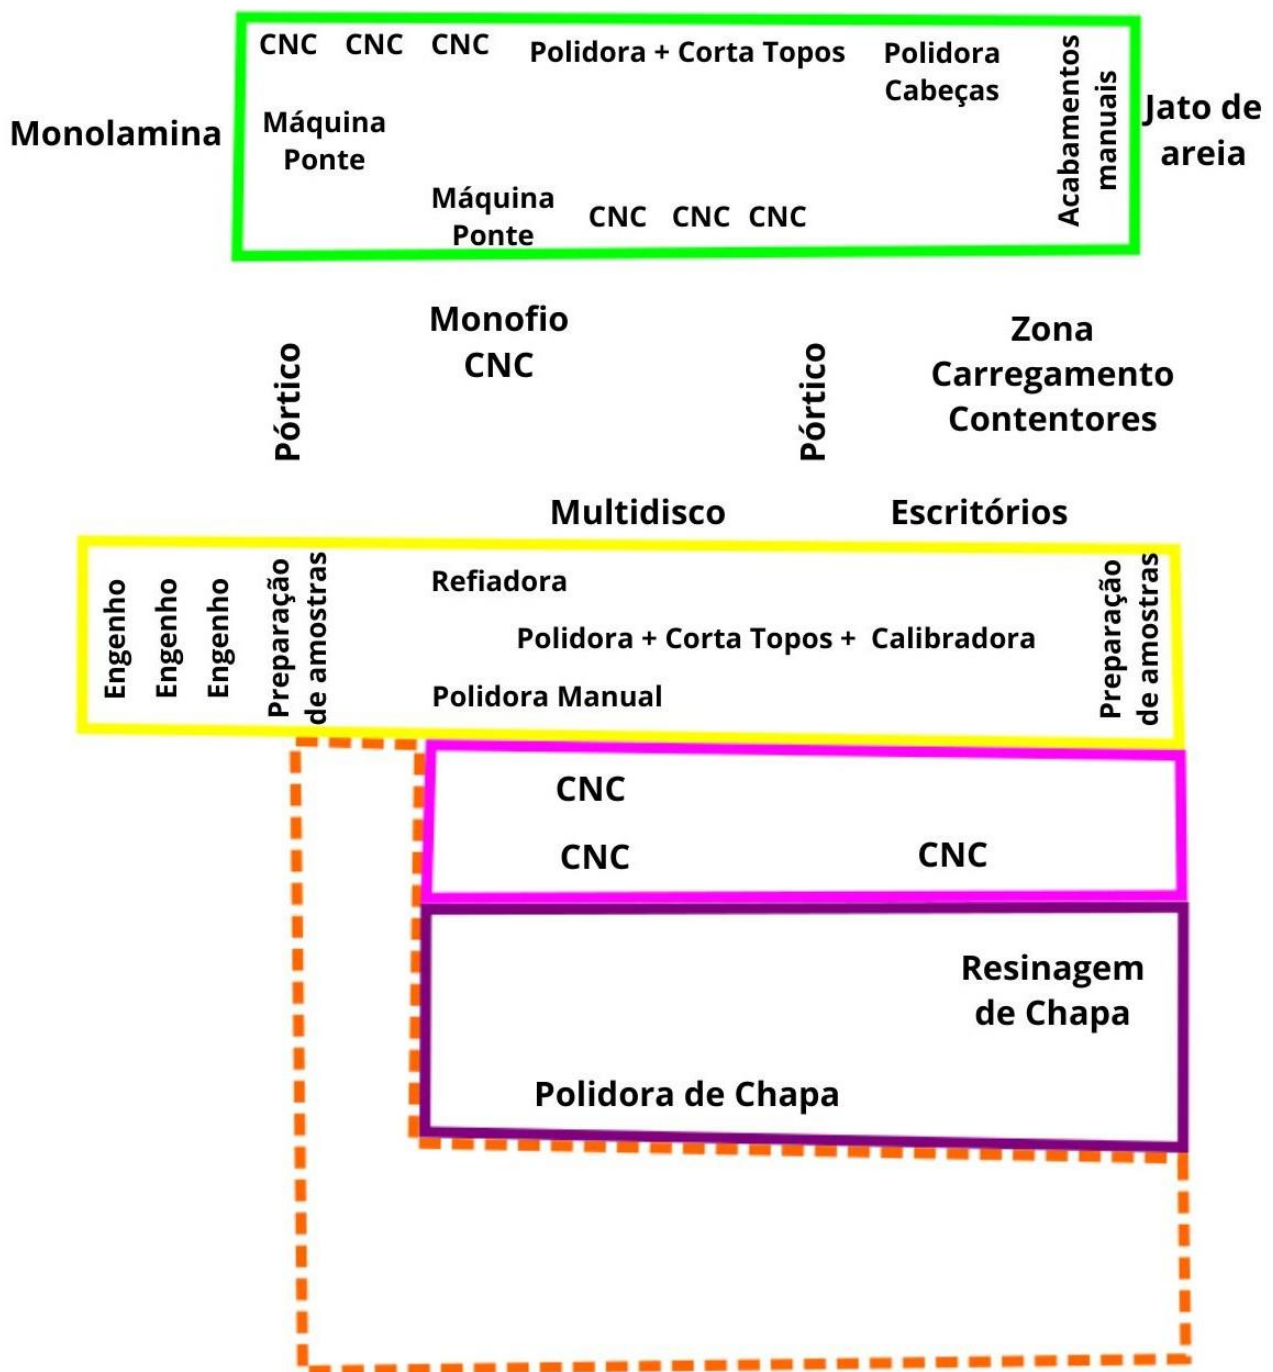 CNC CNC CNC
Polidora + Corta Topos
Polidora
Cabeças
Acabamentos
manuais
Monolamina
Máquina
Ponte
Jato de
areia
Máquina
Ponte
CNC CNC CNC
Pórtico
Monofio
CNC
Pórtico
Zona
Carregamento
Contentores
Multidisco
Escritórios
Engenho
Engenho
Engenho
Preparação
de amostras
Refiadora
Polidora + Corta Topos + Calibradora
Polidora Manual
Preparação
de amostras
CNC
CNC CNC
Resinagem
de Chapa
Polidora de Chapa